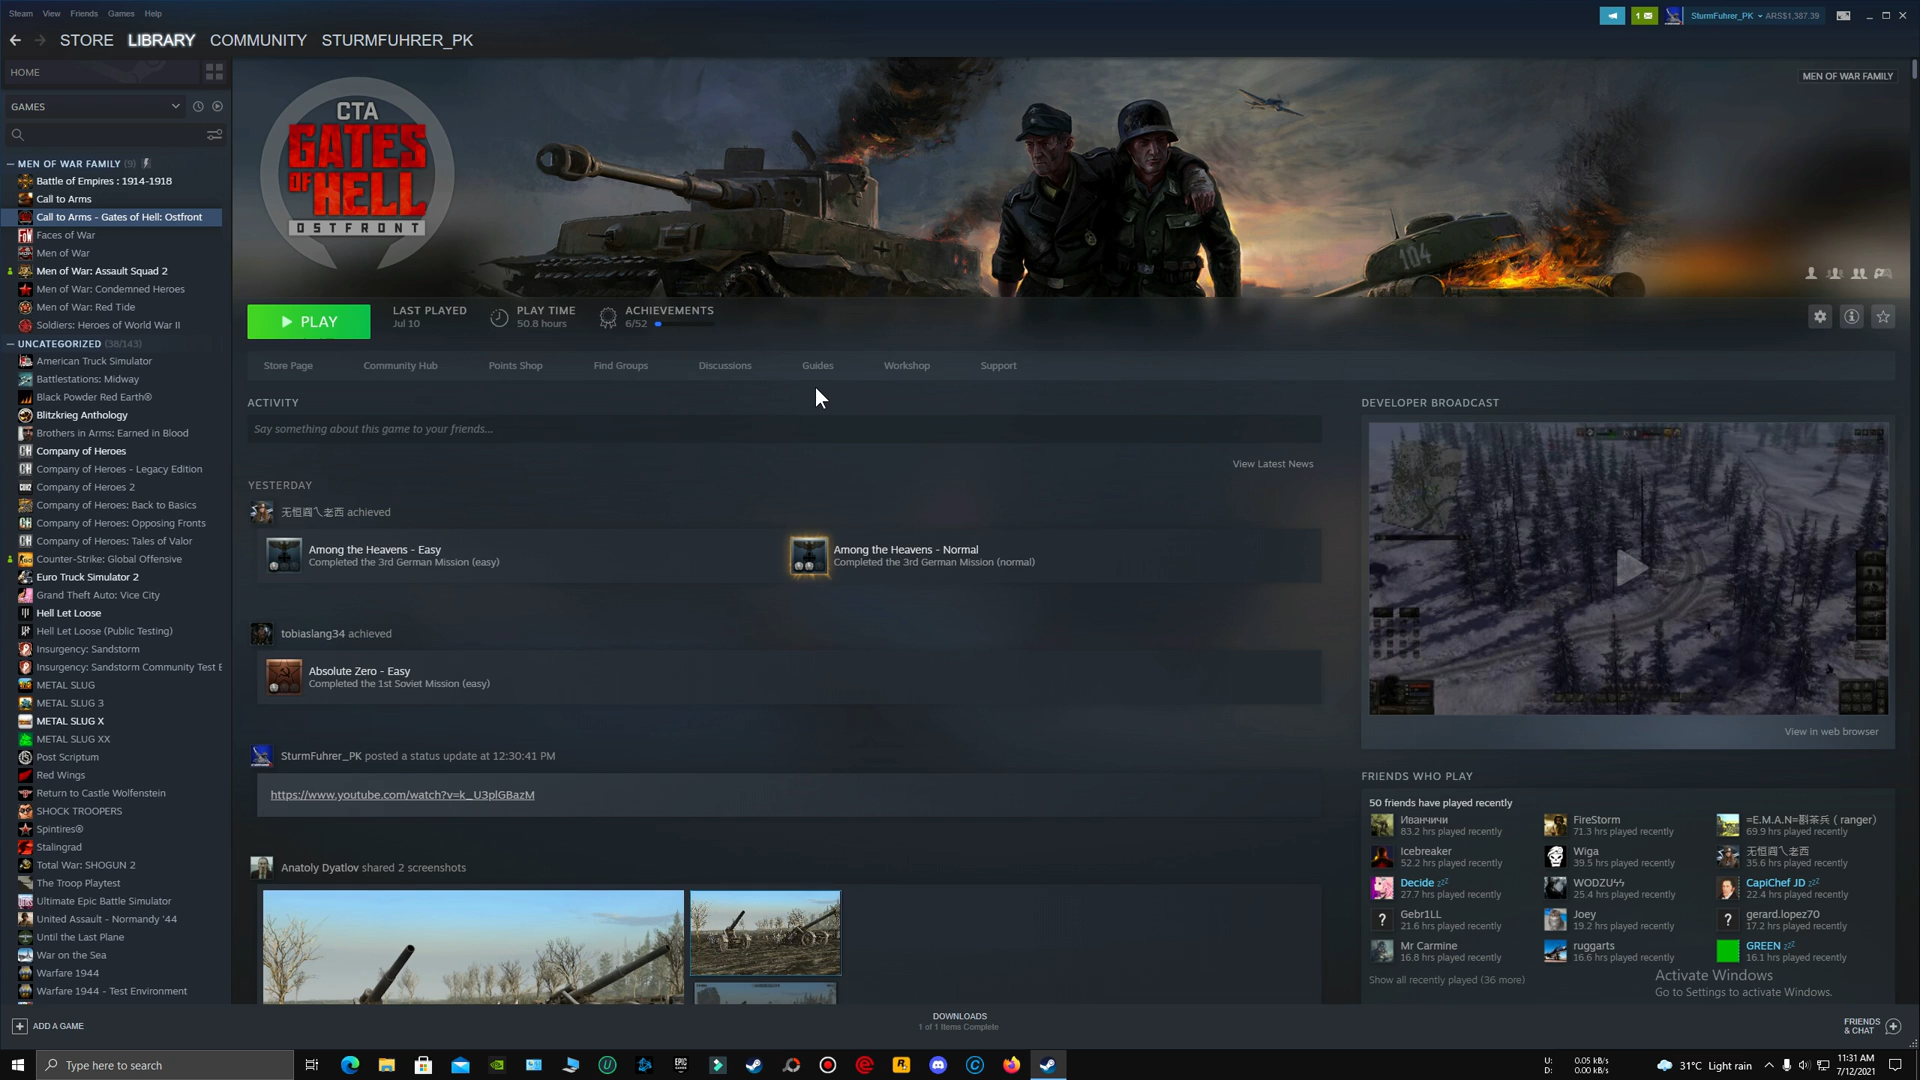 Steam View Friends Games Help
1
SturmFuhrer_PK ARS$1,387.39
STORE LIBRARY COMMUNITY STURMFUHRER_PK
HOME
GAMES
MEN OF WAR FAMILY (9)
Battle of Empires : 1914-1918
Call to Arms
Call to Arms - Gates of Hell: Ostfront
Faces of War
Men of War
Men of War: Assault Squad 2
Men of War: Condemned Heroes
Men of War: Red Tide
Soldiers: Heroes of World War II
UNCATEGORIZED (38/143)
American Truck Simulator
Battlestations: Midway
Black Powder Red Earth®
Blitzkrieg Anthology
Brothers in Arms: Earned in Blood
Company of Heroes
Company of Heroes - Legacy Edition
Company of Heroes 2
Company of Heroes: Back to Basics
Company of Heroes: Opposing Fronts
Company of Heroes: Tales of Valor
Counter-Strike: Global Offensive
Euro Truck Simulator 2
Grand Theft Auto: Vice City
Hell Let Loose
Hell Let Loose (Public Testing)
Insurgency: Sandstorm
Insurgency: Sandstorm Community Test E
METAL SLUG
METAL SLUG 3
METAL SLUG X
METAL SLUG XX
Post Scriptum
Red Wings
Return to Castle Wolfenstein
SHOCK TROOPERS
Spintires®
Stalingrad
Total War: SHOGUN 2
The Troop Playtest
Ultimate Epic Battle Simulator
United Assault - Normandy '44
Until the Last Plane
War on the Sea
Warfare 1944
Warfare 1944 - Test Environment
ADD A GAME
CTA
GATES
OF HELL
OSTFRONT
104
MEN OF WAR FAMILY
PLAY
LAST PLAYED
Jul 10
PLAY TIME
50.8 hours
ACHIEVEMENTS
6/52
Store Page Community Hub Points Shop Find Groups Discussions Guides Workshop Support
ACTIVITY
Say something about this game to your friends...
View Latest News
YESTERDAY
achieved
Among the Heavens - Easy
Completed the 3rd German Mission (easy)
Among the Heavens - Normal
Completed the 3rd German Mission (normal)
tobiaslang34 achieved
Absolute Zero - Easy
Completed the 1st Soviet Mission (easy)
SturmFuhrer_PK posted a status update at 12:30:41 PM
https://www.youtube.com/watch?v=k_U3plGBazM
Anatoly Dyatlov shared 2 screenshots
DEVELOPER BROADCAST
View in web browser
FRIENDS WHO PLAY
50 friends have played recently
Иванчичи
83.2 hrs played recently
FireStorm
71.3 hrs played recently
=E.M.A.N= (ranger)
69.9 hrs played recently
Icebreaker
52.2 hrs played recently
Wiga
39.5 hrs played recently
35.6 hrs played recently
Decide zzZ
27.7 hrs played recently
WODZUϟϟ
25.4 hrs played recently
CapiChef JD zzZ
22.4 hrs played recently
Gebr1LL
21.6 hrs played recently
Joey
19.2 hrs played recently
gerard.lopez70
17.2 hrs played recently
Mr Carmine
16.8 hrs played recently
ruggarts
16.6 hrs played recently
GREEN zzZ
16.1 hrs played recently
Show all recently played (36 more)
Activate Windows
Go to Settings to activate Windows.
DOWNLOADS
1 of 1 Items Complete
FRIENDS
& CHAT
Type here to search
EPIC
U: 0.05 kB/s
D: 0.00 kB/s
31°C Light rain
11:31 AM
7/12/2021